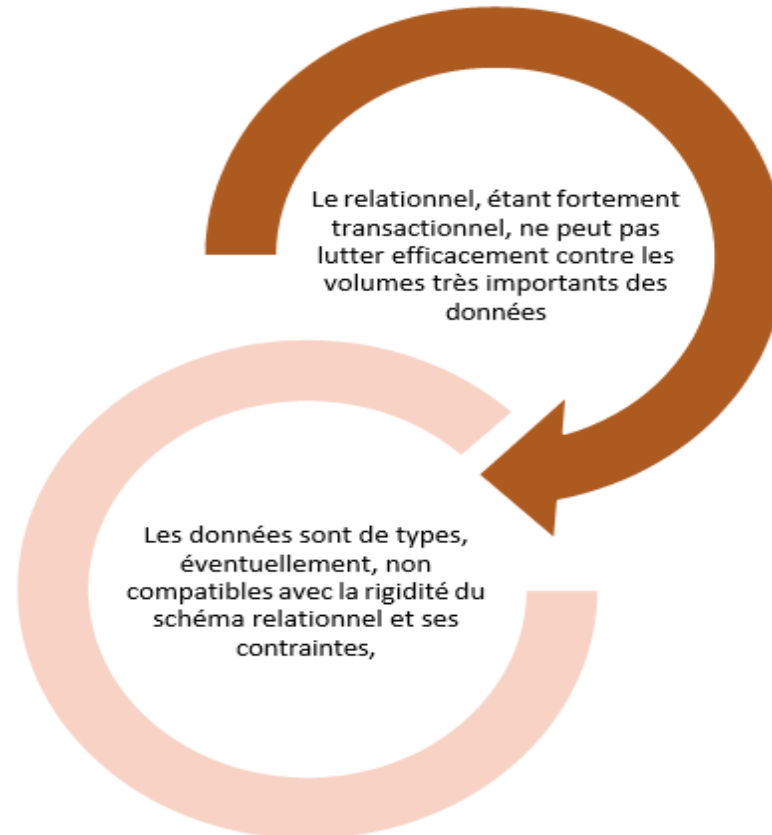 Le relationnel, étant fortement
transactionnel, ne peut pas
lutter efficacement contre les
volumes très importants des
données
Les données sont de types,
éventuellement, non
compatibles avec la rigidité du
schéma relationnel et ses
contraintes,